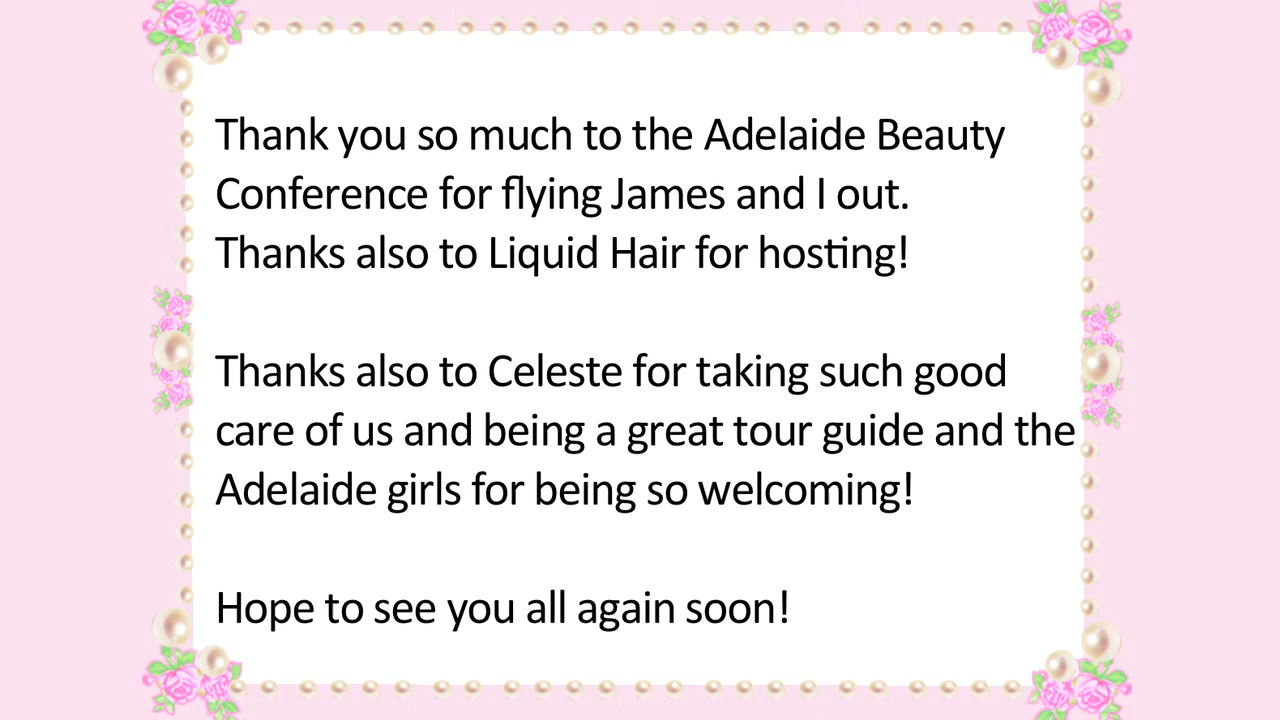 Thank you so much to the Adelaide Beauty
Conference for flying James and I out.
Thanks also to Liquid Hair for hosting!
Thanks also to Celeste for taking such good
care of us and being a great tour guide and the
Adelaide girls for being so welcoming!
Hope to see you all again soon!